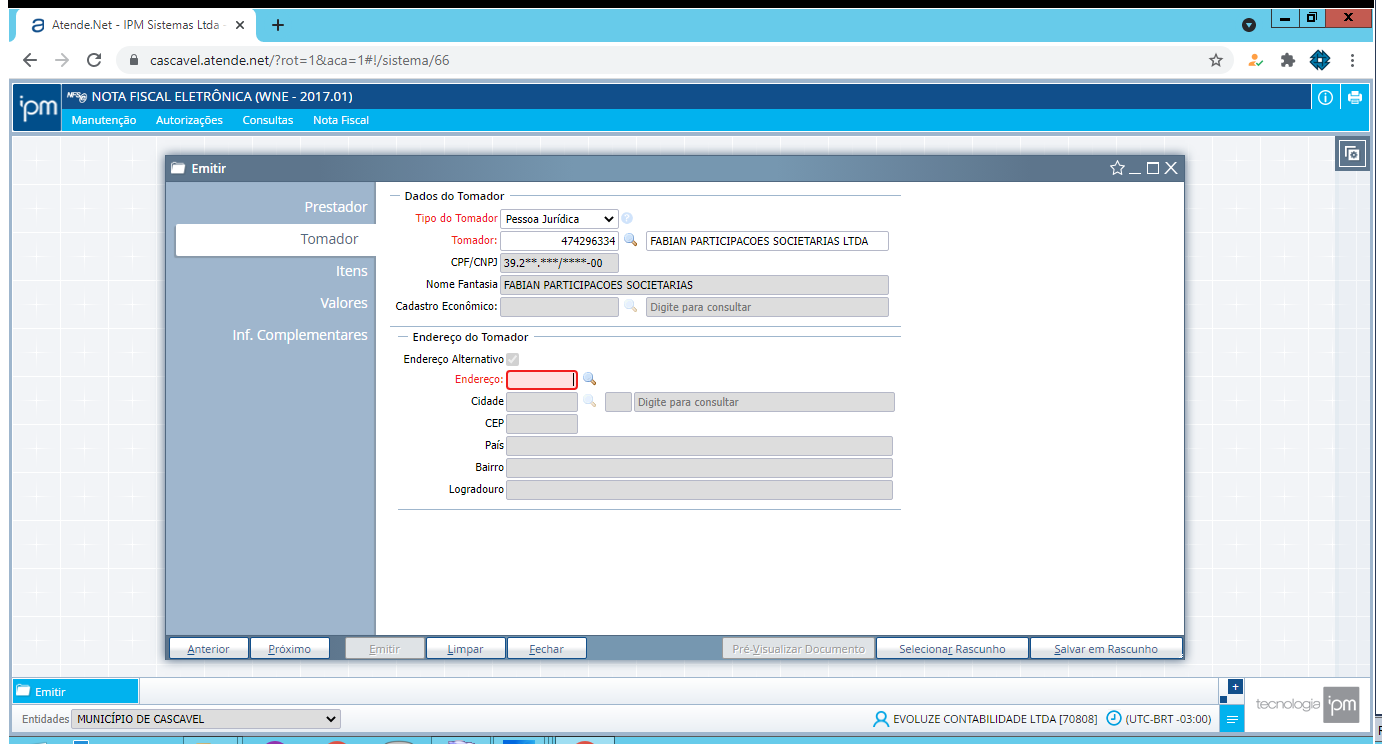 Atende.Net - IPM Sistemas Ltda
cascavel.atende.net/?rot=1&aca=1#!/sistema/66
ipm
NFS-e NOTA FISCAL ELETRÔNICA (WNE - 2017.01)
Manutenção Autorizações Consultas Nota Fiscal
Emitir
Prestador
Tomador
Itens
Valores
Inf. Complementares
Dados do Tomador
Tipo do Tomador Pessoa Jurídica
Tomador: 474296334 FABIAN PARTICIPACOES SOCIETARIAS LTDA
CPF/CNPJ 39.2**.***/****-00
Nome Fantasia FABIAN PARTICIPACOES SOCIETARIAS
Cadastro Econômico: Digite para consultar
Endereço do Tomador
Endereço Alternativo
Endereço:
Cidade Digite para consultar
CEP
País
Bairro
Logradouro
Anterior Próximo Emitir Limpar Fechar Pré-Visualizar Documento Selecionar Rascunho Salvar em Rascunho
Emitir
Entidades MUNICÍPIO DE CASCAVEL EVOLUZE CONTABILIDADE LTDA [70808] (UTC-BRT -03:00)
tecnologia ipm